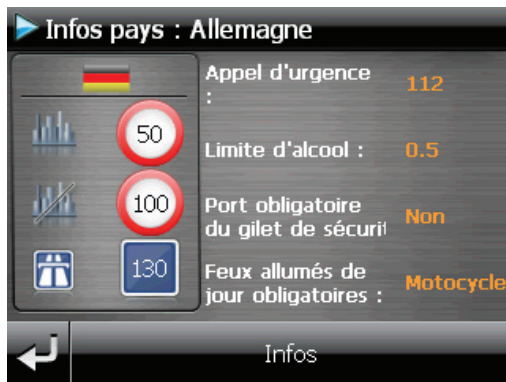 Infos pays : Allemagne
50
100
130
Appel d'urgence
:
112
Limite d'alcool :
0.5
Port obligatoire
du gilet de sécurit
Non
Feux allumés de
jour obligatoires :
Motocycle
Infos